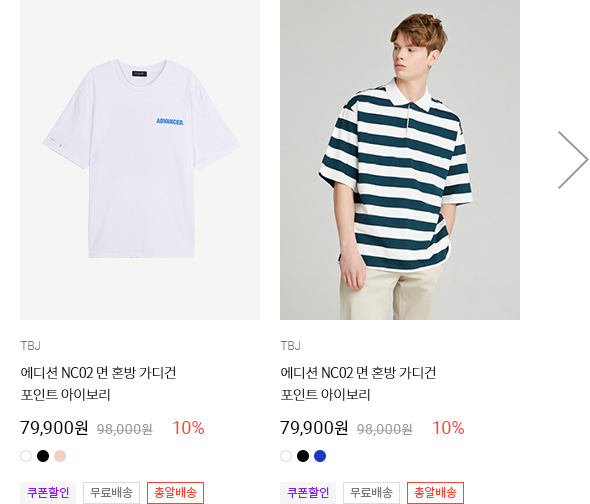 ADVANCED.
TBJ
에디션 NC02 면 혼방 가디건
포인트 아이보리
79,900원 98,000원 10%
쿠폰할인 무료배송 총알배송
TBJ
에디션 NC02 면 혼방 가디건
포인트 아이보리
79,900원 98,000원 10%
쿠폰할인 무료배송 총알배송